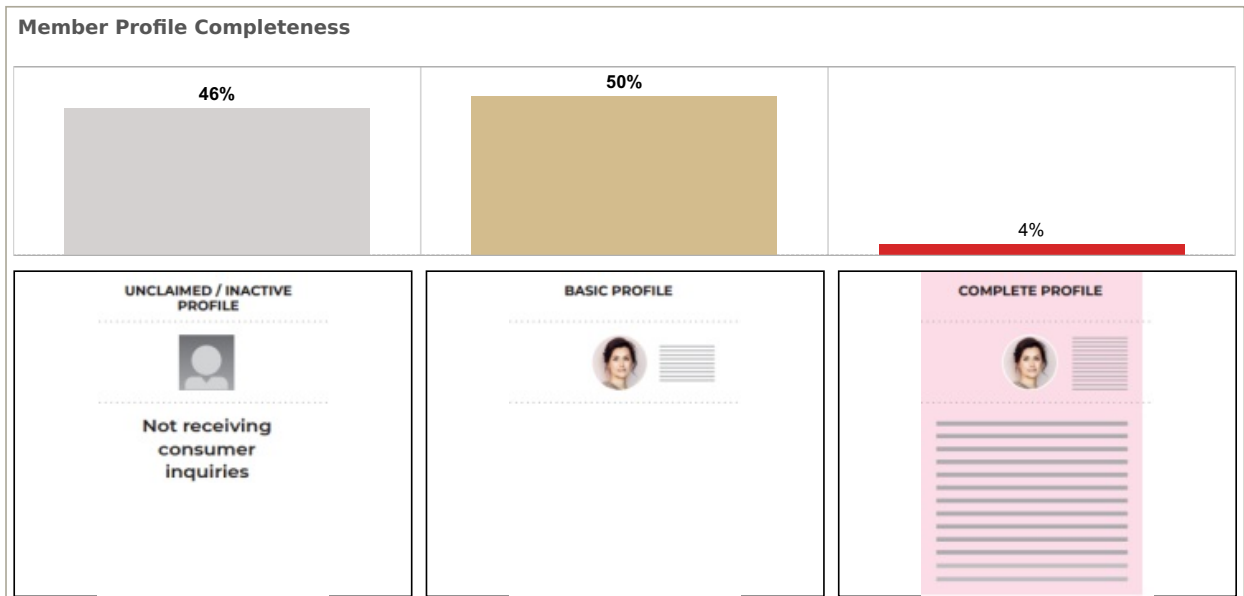 Member Profile Completeness
46%
50%
4%
UNCLAIMED / INACTIVE
PROFILE
Not receiving
consumer
inquiries
BASIC PROFILE
COMPLETE PROFILE